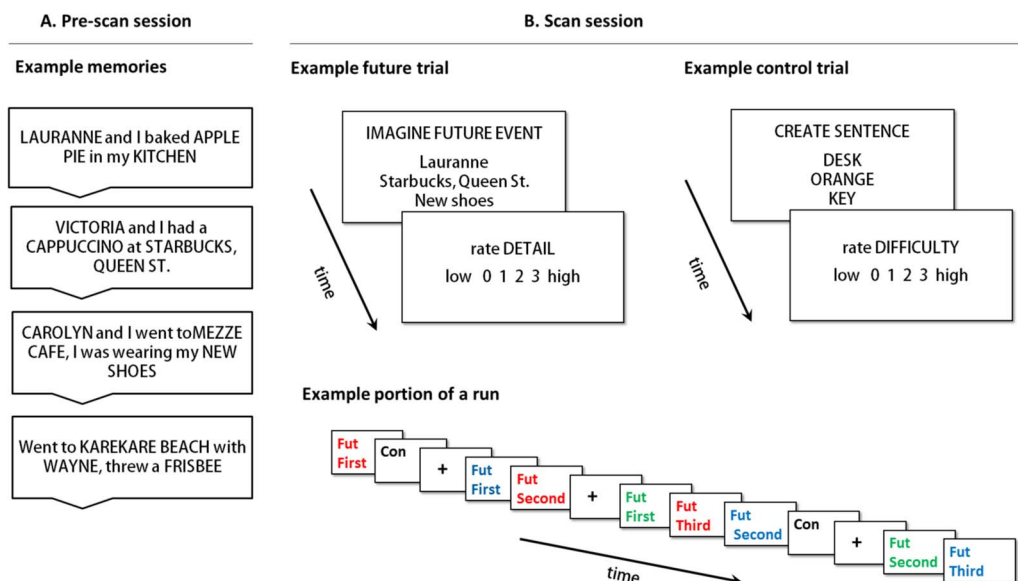 A. Pre-scan session
Example memories
LAURANNE and I baked APPLE
PIE in my KITCHEN
VICTORIA and I had a
CAPPUCCINO at STARBUCKS,
QUEEN ST.
CAROLYN and I went toMEZZE
CAFE, I was wearing my NEW
SHOES
Went to KAREKARE BEACH with
WAYNE, threw a FRISBEE
B. Scan session
Example future trial
IMAGINE FUTURE EVENT
Lauranne
Starbucks, Queen St.
New shoes
rate DETAIL
low 0 1 2 3 high
time
Example control trial
CREATE SENTENCE
DESK
ORANGE
KEY
rate DIFFICULTY
low 0 1 2 3 high
time
Example portion of a run
Fut
First
Con
+
Fut
First
Fut
Second
+
Fut
First
Fut
Third
Fut
Second
Con
+
Fut
Second
Fut
Third
time